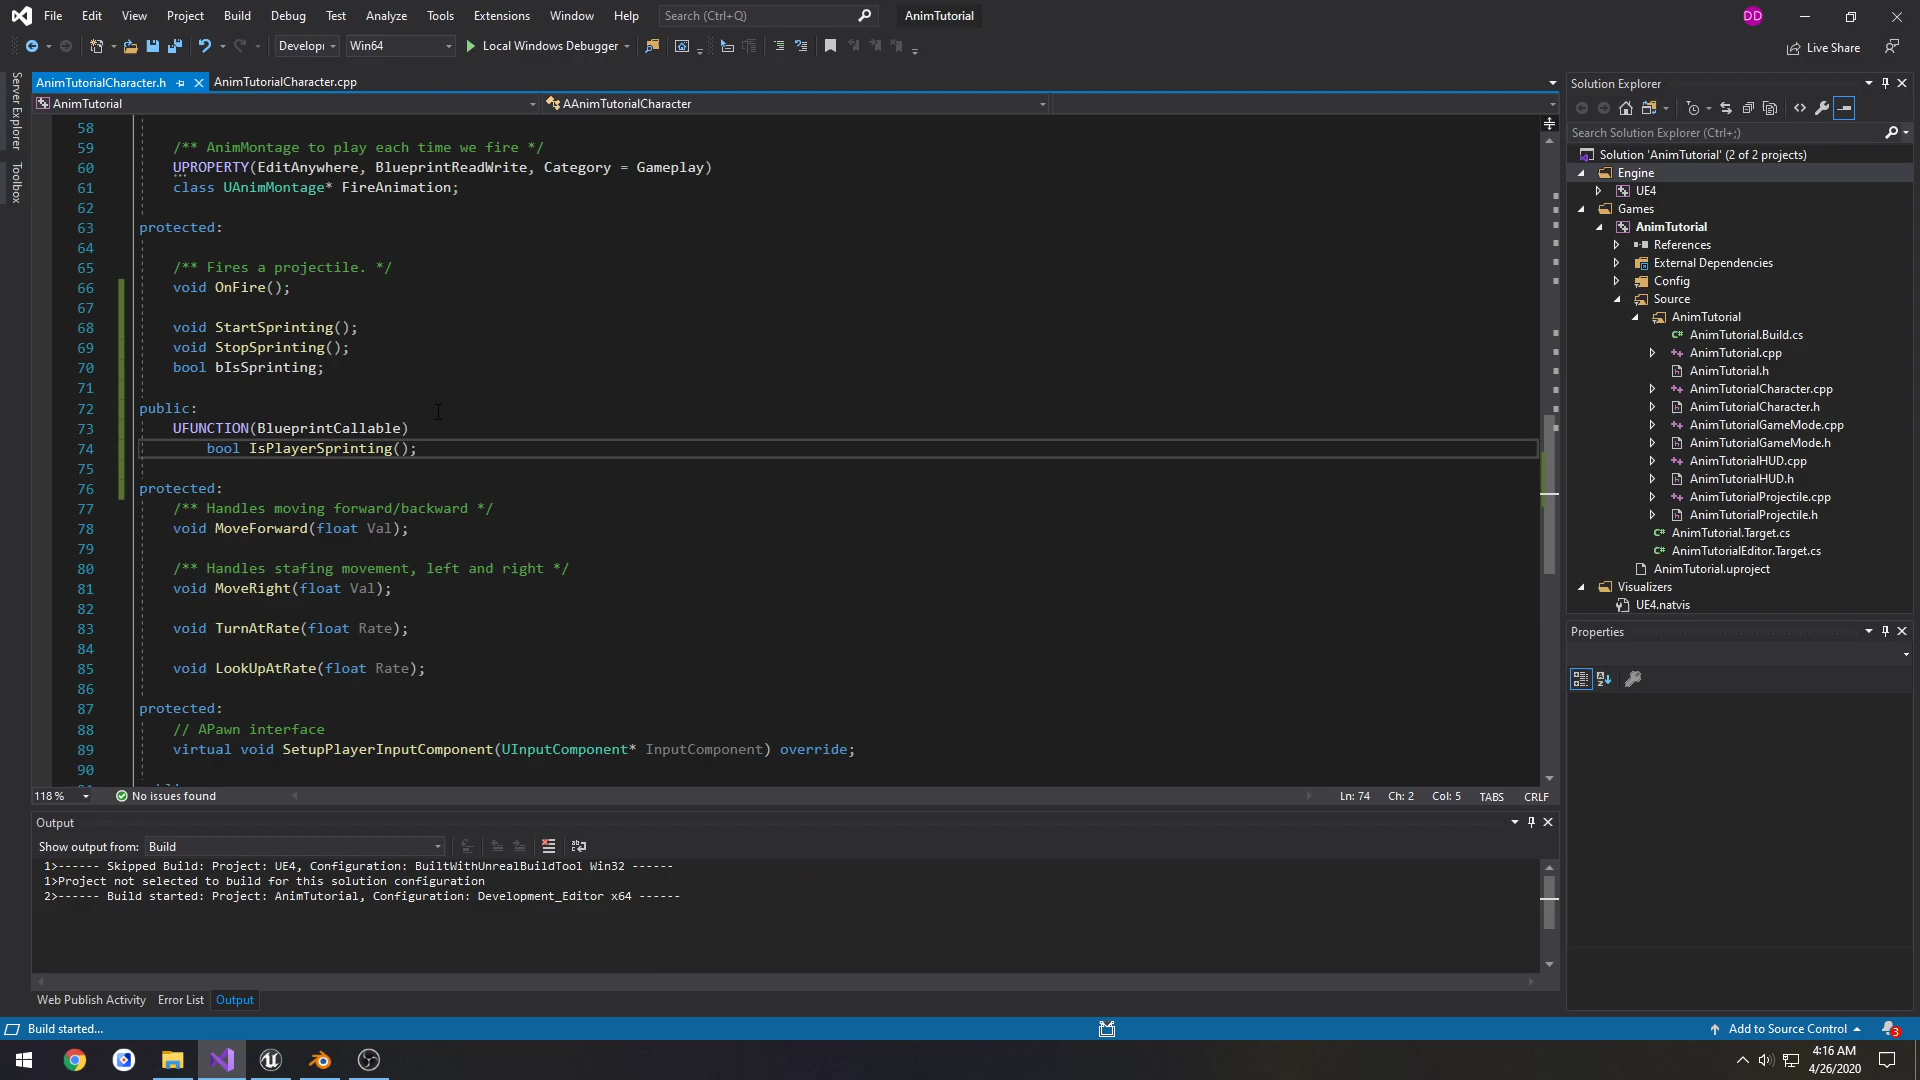 File Edit View Project Build Debug Test Analyze Tools Extensions Window Help Search (Ctrl+Q) AnimTutorial DD
Develop Win64 Local Windows Debugger Live Share
Server Explorer
Toolbox
AnimTutorialCharacter.h AnimTutorialCharacter.cpp
AnimTutorial AAnimTutorialCharacter
58
59 /** AnimMontage to play each time we fire */
60 UPROPERTY(EditAnywhere, BlueprintReadWrite, Category = Gameplay)
61 class UAnimMontage* FireAnimation;
62
63 protected:
64
65 /** Fires a projectile. */
66 void OnFire();
67
68 void StartSprinting();
69 void StopSprinting();
70 bool bIsSprinting;
71
72 public:
73 UFUNCTION(BlueprintCallable)
74 bool IsPlayerSprinting();
75
76 protected:
77 /** Handles moving forward/backward */
78 void MoveForward(float Val);
79
80 /** Handles stafing movement, left and right */
81 void MoveRight(float Val);
82
83 void TurnAtRate(float Rate);
84
85 void LookUpAtRate(float Rate);
86
87 protected:
88 // APawn interface
89 virtual void SetupPlayerInputComponent(UInputComponent* InputComponent) override;
90
118 % No issues found Ln: 74 Ch: 2 Col: 5 TABS CRLF
Output
Show output from: Build
1>------ Skipped Build: Project: UE4, Configuration: BuiltWithUnrealBuildTool Win32 ------
1>Project not selected to build for this solution configuration
2>------ Build started: Project: AnimTutorial, Configuration: Development_Editor x64 ------
Web Publish Activity Error List Output
Solution Explorer
Search Solution Explorer (Ctrl+;)
Solution 'AnimTutorial' (2 of 2 projects)
Engine
UE4
Games
AnimTutorial
References
External Dependencies
Config
Source
AnimTutorial
AnimTutorial.Build.cs
AnimTutorial.cpp
AnimTutorial.h
AnimTutorialCharacter.cpp
AnimTutorialCharacter.h
AnimTutorialGameMode.cpp
AnimTutorialGameMode.h
AnimTutorialHUD.cpp
AnimTutorialHUD.h
AnimTutorialProjectile.cpp
AnimTutorialProjectile.h
AnimTutorial.Target.cs
AnimTutorialEditor.Target.cs
AnimTutorial.uproject
Visualizers
UE4.natvis
Properties
Build started... Add to Source Control 3
4:16 AM
4/26/2020